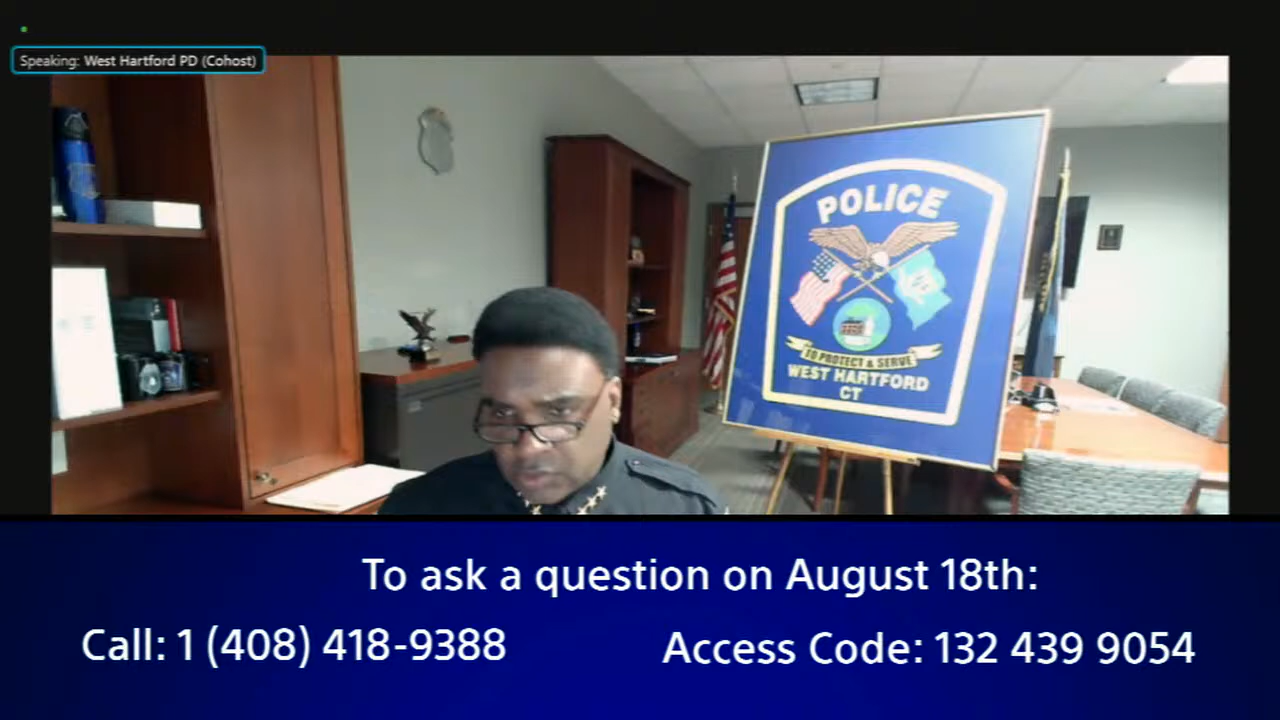 Speaking: West Hartford PD (Cohost)
POLICE
TO PROTECT & SERVE
WEST HARTFORD
CT
To ask a question on August 18th:
Call: 1 (408) 418-9388
Access Code: 132 439 9054